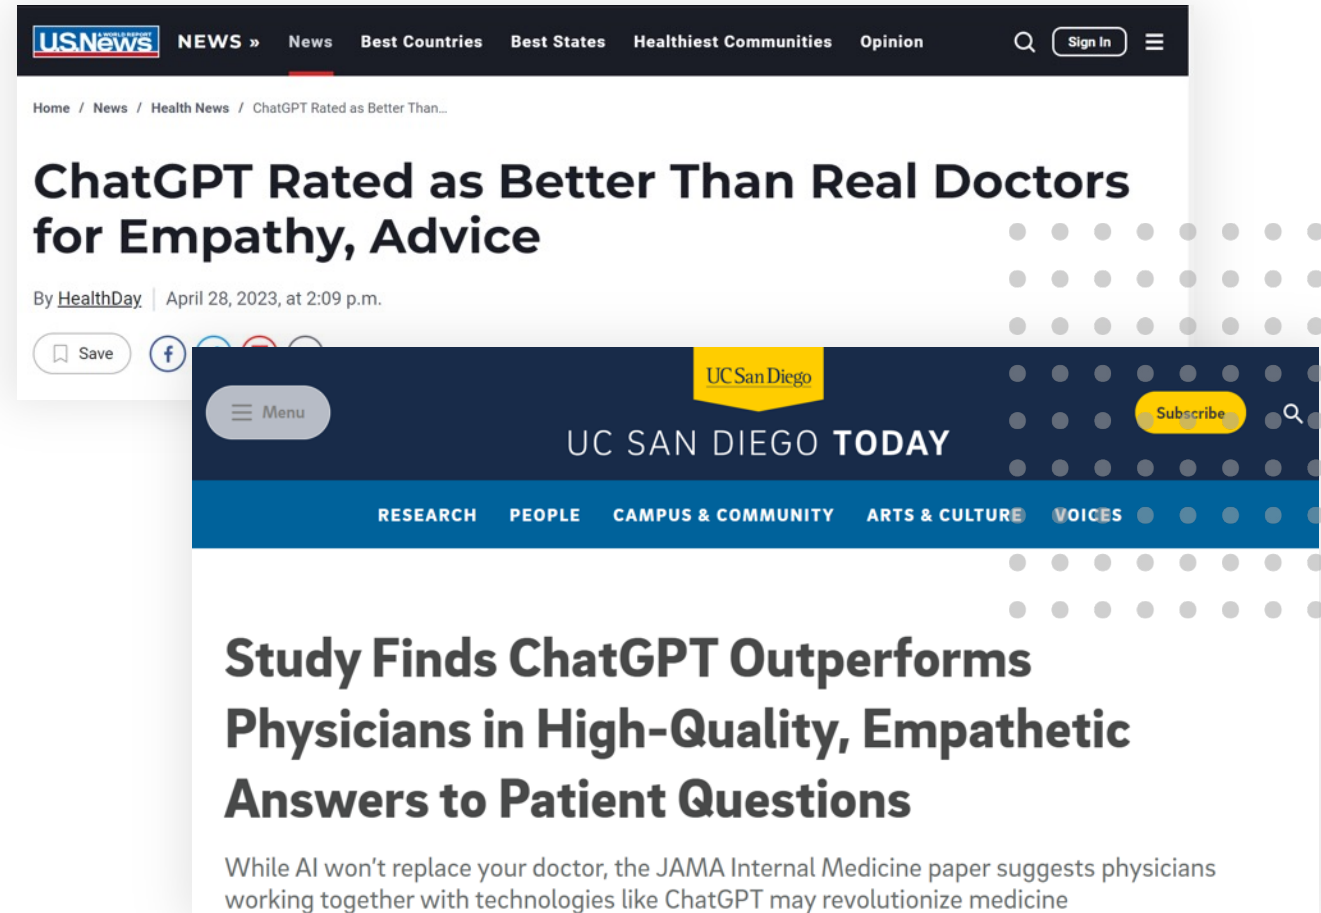 U.S.News
& WORLD REPORT
NEWS » News Best Countries Best States Healthiest Communities Opinion Sign In
Home / News / Health News / ChatGPT Rated as Better Than...
ChatGPT Rated as Better Than Real Doctors
for Empathy, Advice
By HealthDay | April 28, 2023, at 2:09 p.m.
Save
UC San Diego
Menu
Subscribe
UC SAN DIEGO TODAY
RESEARCH PEOPLE CAMPUS & COMMUNITY ARTS & CULTURE VOICES
Study Finds ChatGPT Outperforms
Physicians in High-Quality, Empathetic
Answers to Patient Questions
While AI won't replace your doctor, the JAMA Internal Medicine paper suggests physicians
working together with technologies like ChatGPT may revolutionize medicine